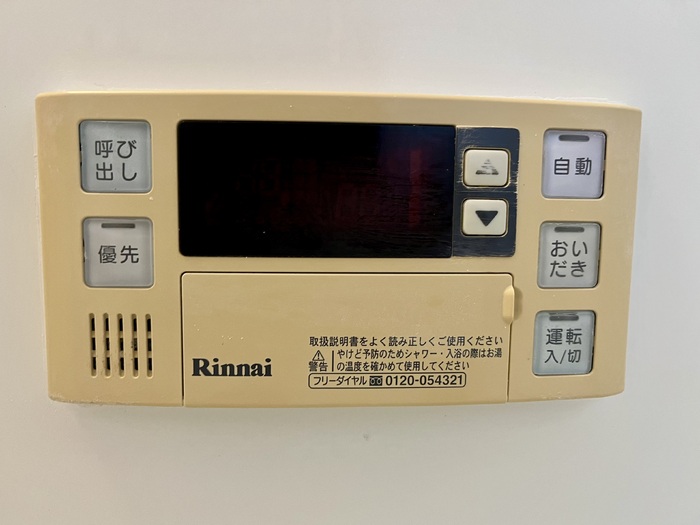 呼び
出し
優先
▲
▼
自動
おい
だき
運転
入/切
取扱説明書をよく読み正しくご使用ください
警告
やけど予防のためシャワー・入浴の際はお湯
の温度を確かめて使用してください
フリーダイヤル 0120-054321
Rinnai